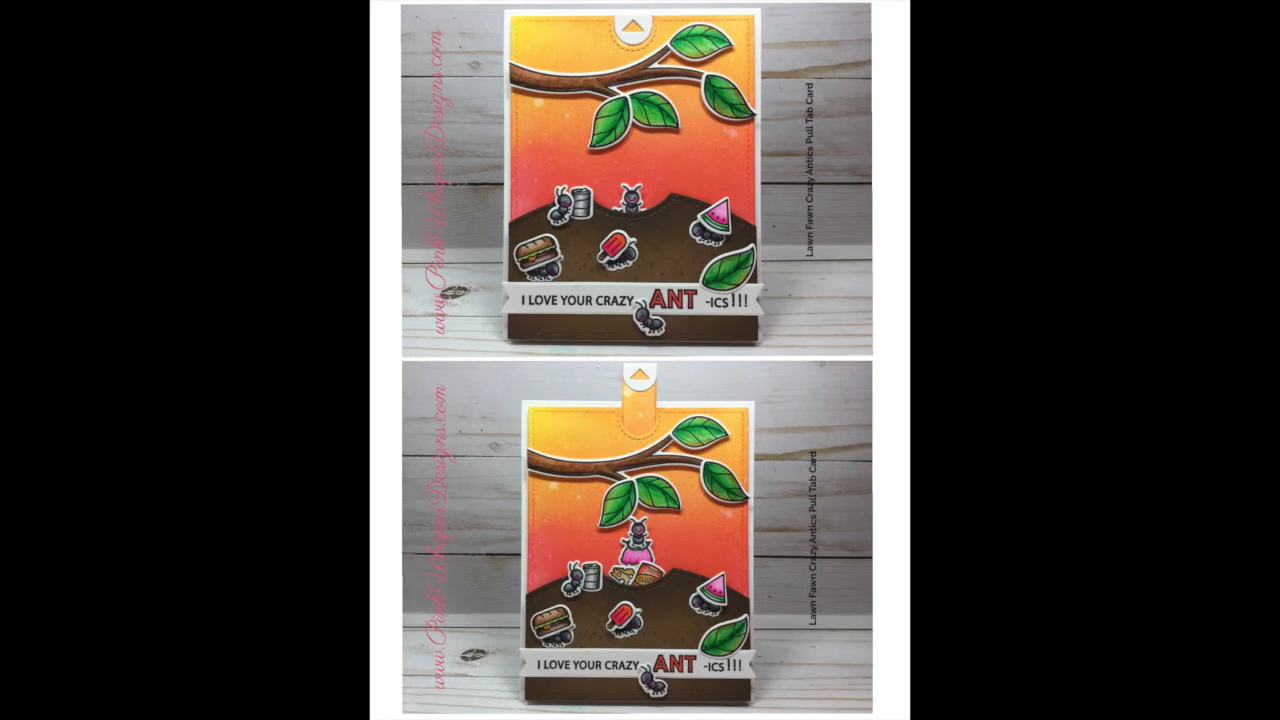 www.PinkWhisperDesigns.com
I LOVE YOUR CRAZY ANT -ICS!!!
Lawn Fawn Crazy Antics Pull Tab Card
www.PinkWhisperDesigns.com
I LOVE YOUR CRAZY ANT -ICS!!!
Lawn Fawn Crazy Antics Pull Tab Card